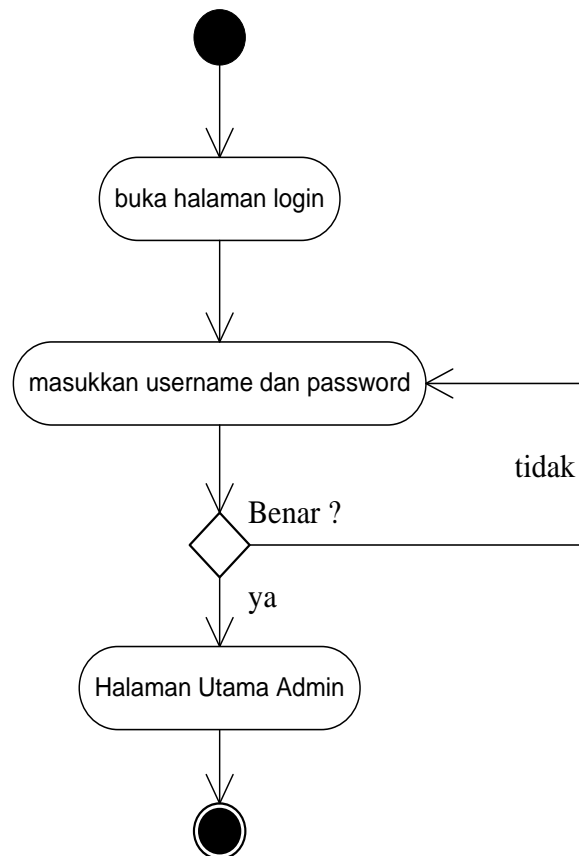 buka halaman login
masukkan username dan password
tidak
Benar ?
ya
Halaman Utama Admin